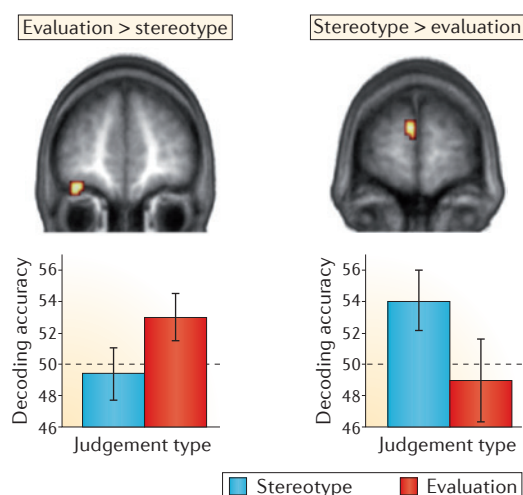 Evaluation > stereotype
Stereotype > evaluation
Decoding accuracy
56
54
52
50
48
46
Judgement type
Decoding accuracy
56
54
52
50
48
46
Judgement type
Stereotype
Evaluation